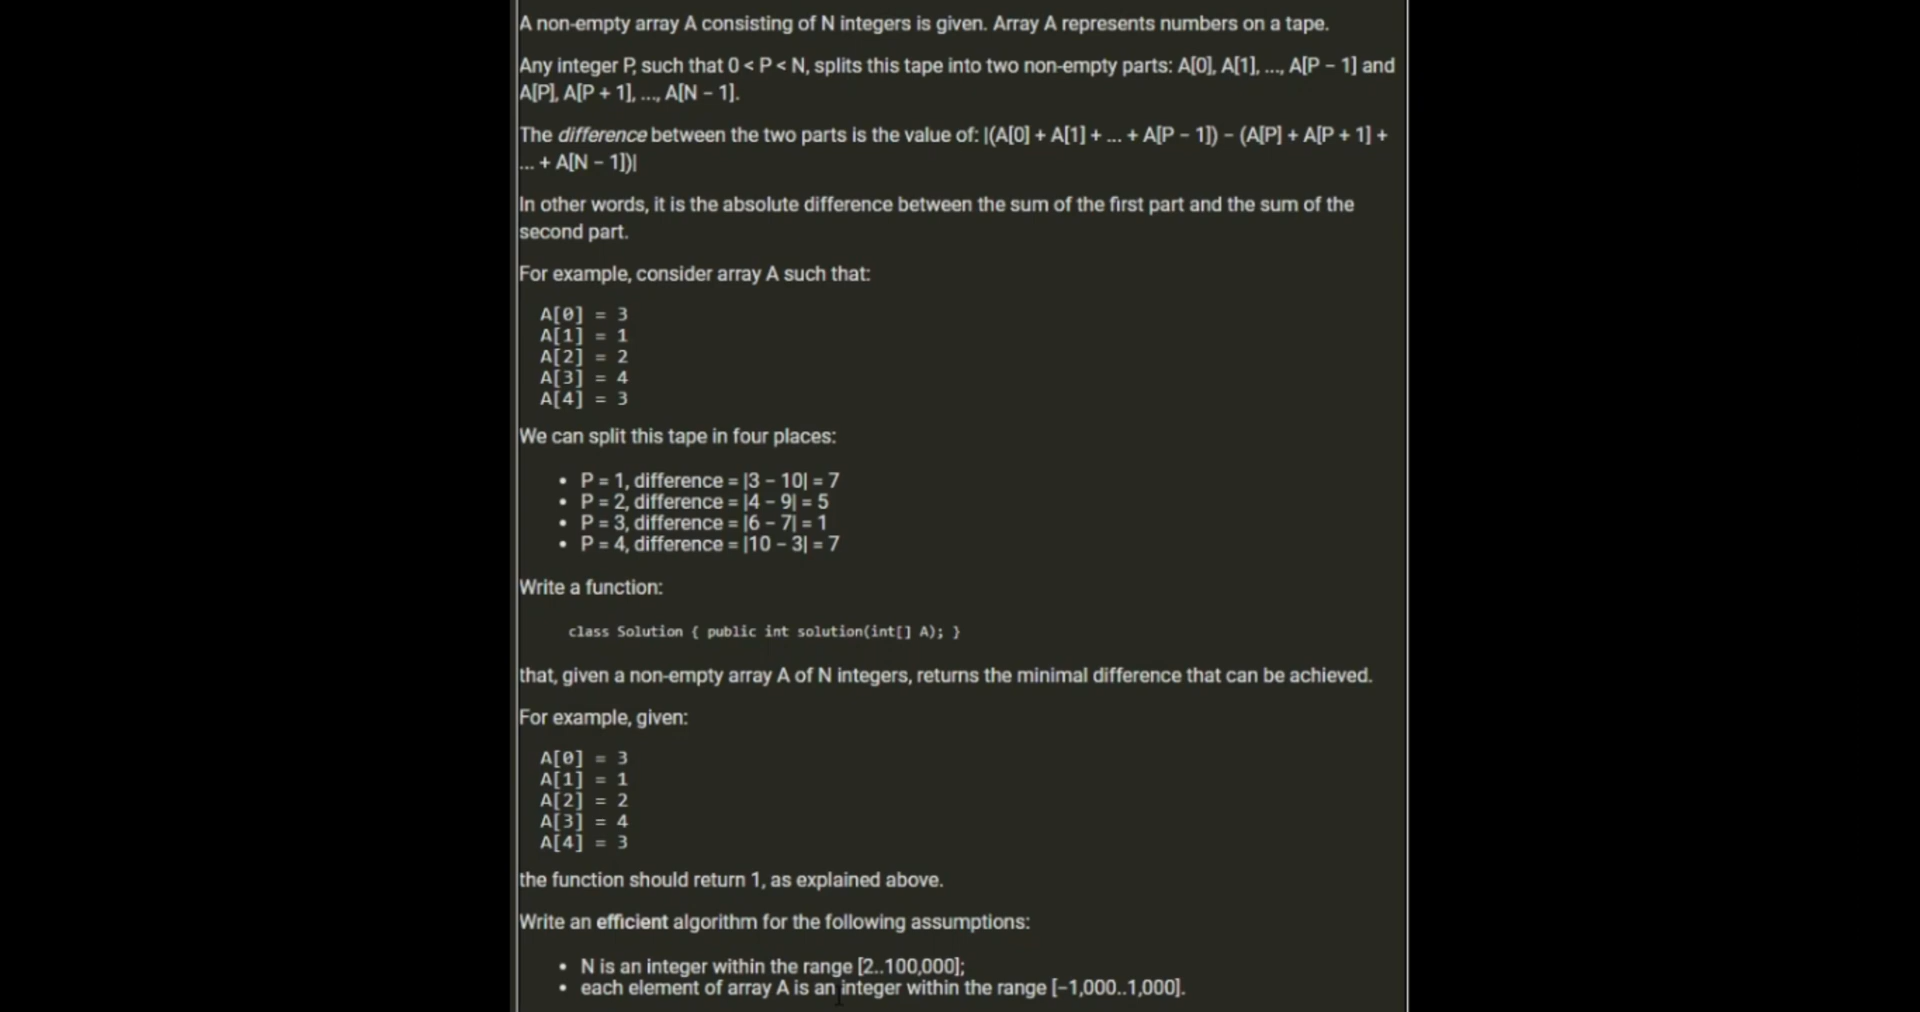 A non-empty array A consisting of N integers is given. Array A represents numbers on a tape.
Any integer P, such that 0 < P < N, splits this tape into two non-empty parts: A[0], A[1], ..., A[P − 1] and
A[P], A[P + 1], ..., A[N − 1].
The difference between the two parts is the value of: |(A[0] + A[1] + ... + A[P − 1]) − (A[P] + A[P + 1] +
... + A[N − 1])|
In other words, it is the absolute difference between the sum of the first part and the sum of the
second part.
For example, consider array A such that:
A[0] = 3
A[1] = 1
A[2] = 2
A[3] = 4
A[4] = 3
We can split this tape in four places:
• P = 1, difference = |3 − 10| = 7
• P = 2, difference = |4 − 9| = 5
• P = 3, difference = |6 − 7| = 1
• P = 4, difference = |10 − 3| = 7
Write a function:
class Solution { public int solution(int[] A); }
that, given a non-empty array A of N integers, returns the minimal difference that can be achieved.
For example, given:
A[0] = 3
A[1] = 1
A[2] = 2
A[3] = 4
A[4] = 3
the function should return 1, as explained above.
Write an efficient algorithm for the following assumptions:
• N is an integer within the range [2..100,000];
• each element of array A is an integer within the range [−1,000..1,000].